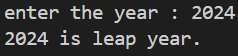 enter the year : 2024
2024 is leap year.